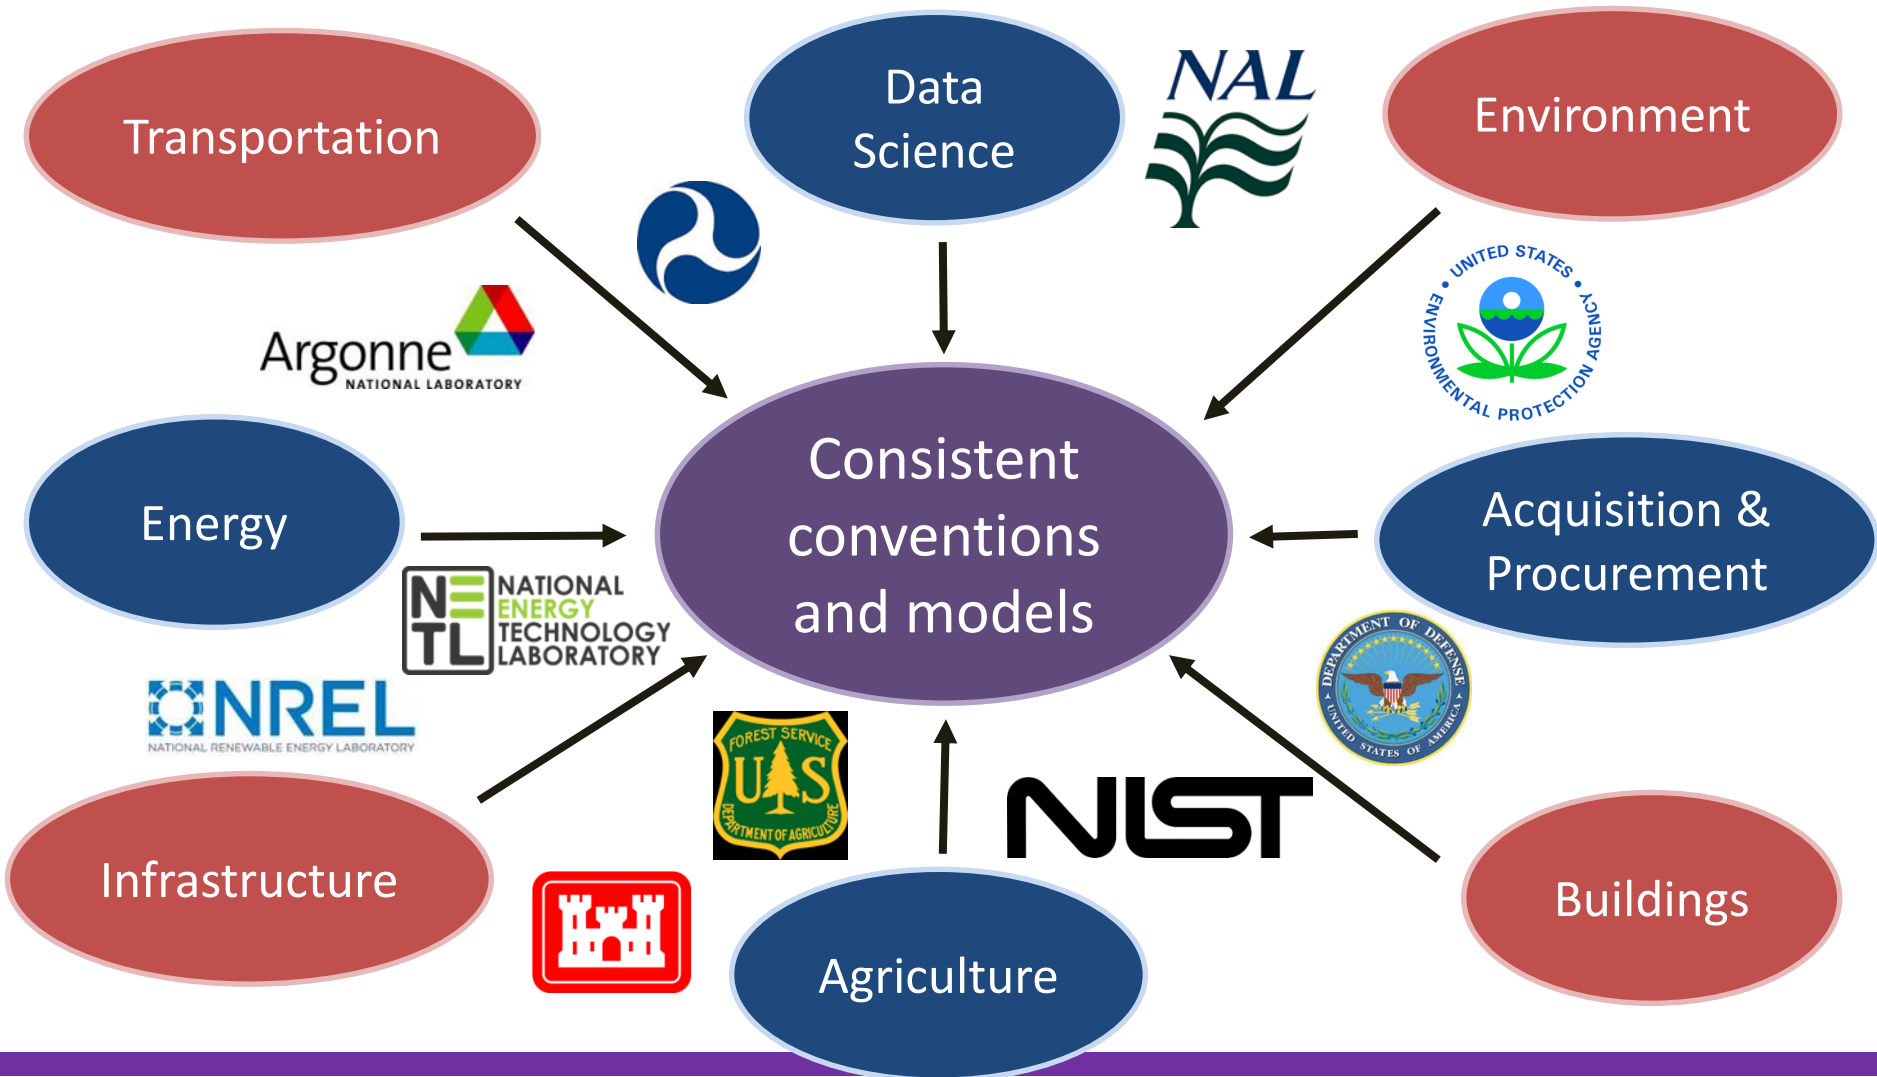 Transportation
Data
Science
NAL
Environment
UNITED STATES
ENVIRONMENTAL PROTECTION AGENCY
Argonne
NATIONAL LABORATORY
Energy
Consistent
conventions
and models
Acquisition &
Procurement
NETL
NATIONAL
ENERGY
TECHNOLOGY
LABORATORY
DEPARTMENT OF DEFENSE
UNITED STATES OF AMERICA
NREL
NATIONAL RENEWABLE ENERGY LABORATORY
FOREST SERVICE
U S
DEPARTMENT OF AGRICULTURE
NIST
Infrastructure
Buildings
Agriculture